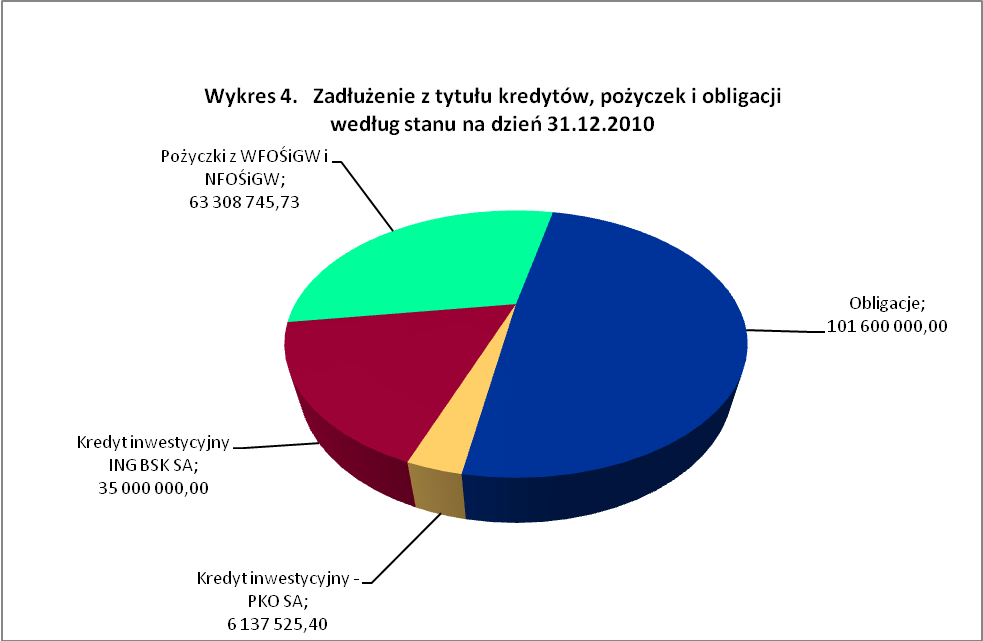 Wykres 4. Zadłużenie z tytułu kredytów, pożyczek i obligacji
według stanu na dzień 31.12.2010
Pożyczki z WFOŚiGW i
NFOŚiGW;
63 308 745,73
Obligacje;
101 600 000,00
Kredyt inwestycyjny
ING BSK SA;
35 000 000,00
Kredyt inwestycyjny -
PKO SA;
6 137 525,40